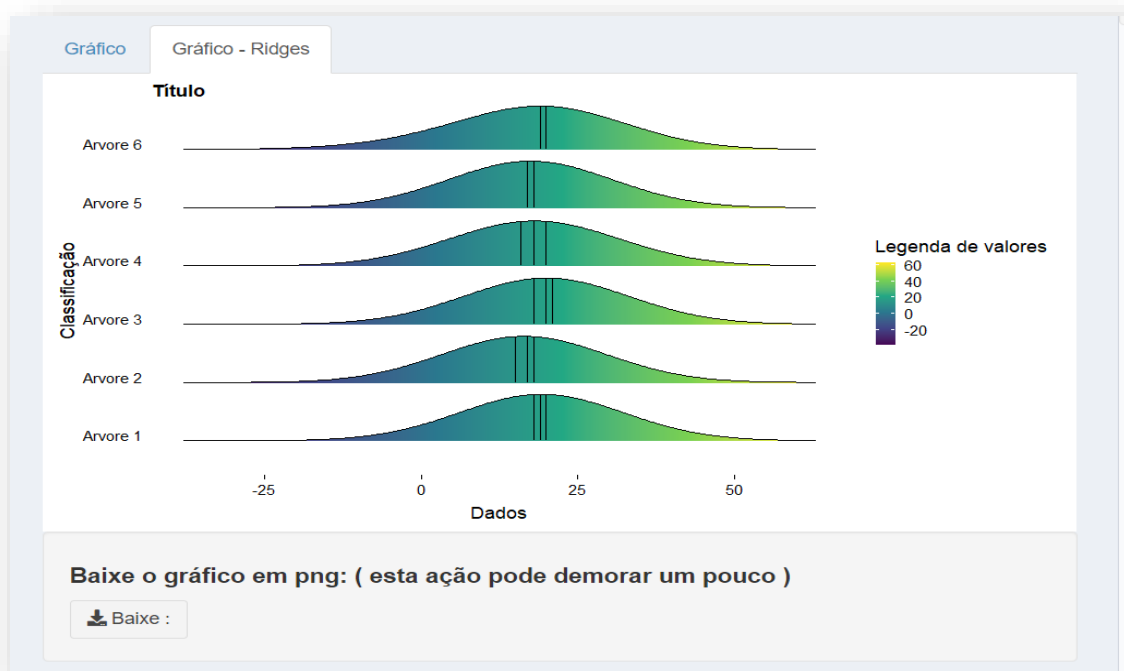 Gráfico
Gráfico - Ridges
Título
Arvore 6
Arvore 5
Arvore 4
Arvore 3
Arvore 2
Arvore 1
Classificação
-25
0
25
50
Dados
Legenda de valores
60
40
20
0
-20
Baixe o gráfico em png: ( esta ação pode demorar um pouco )
Baixe :